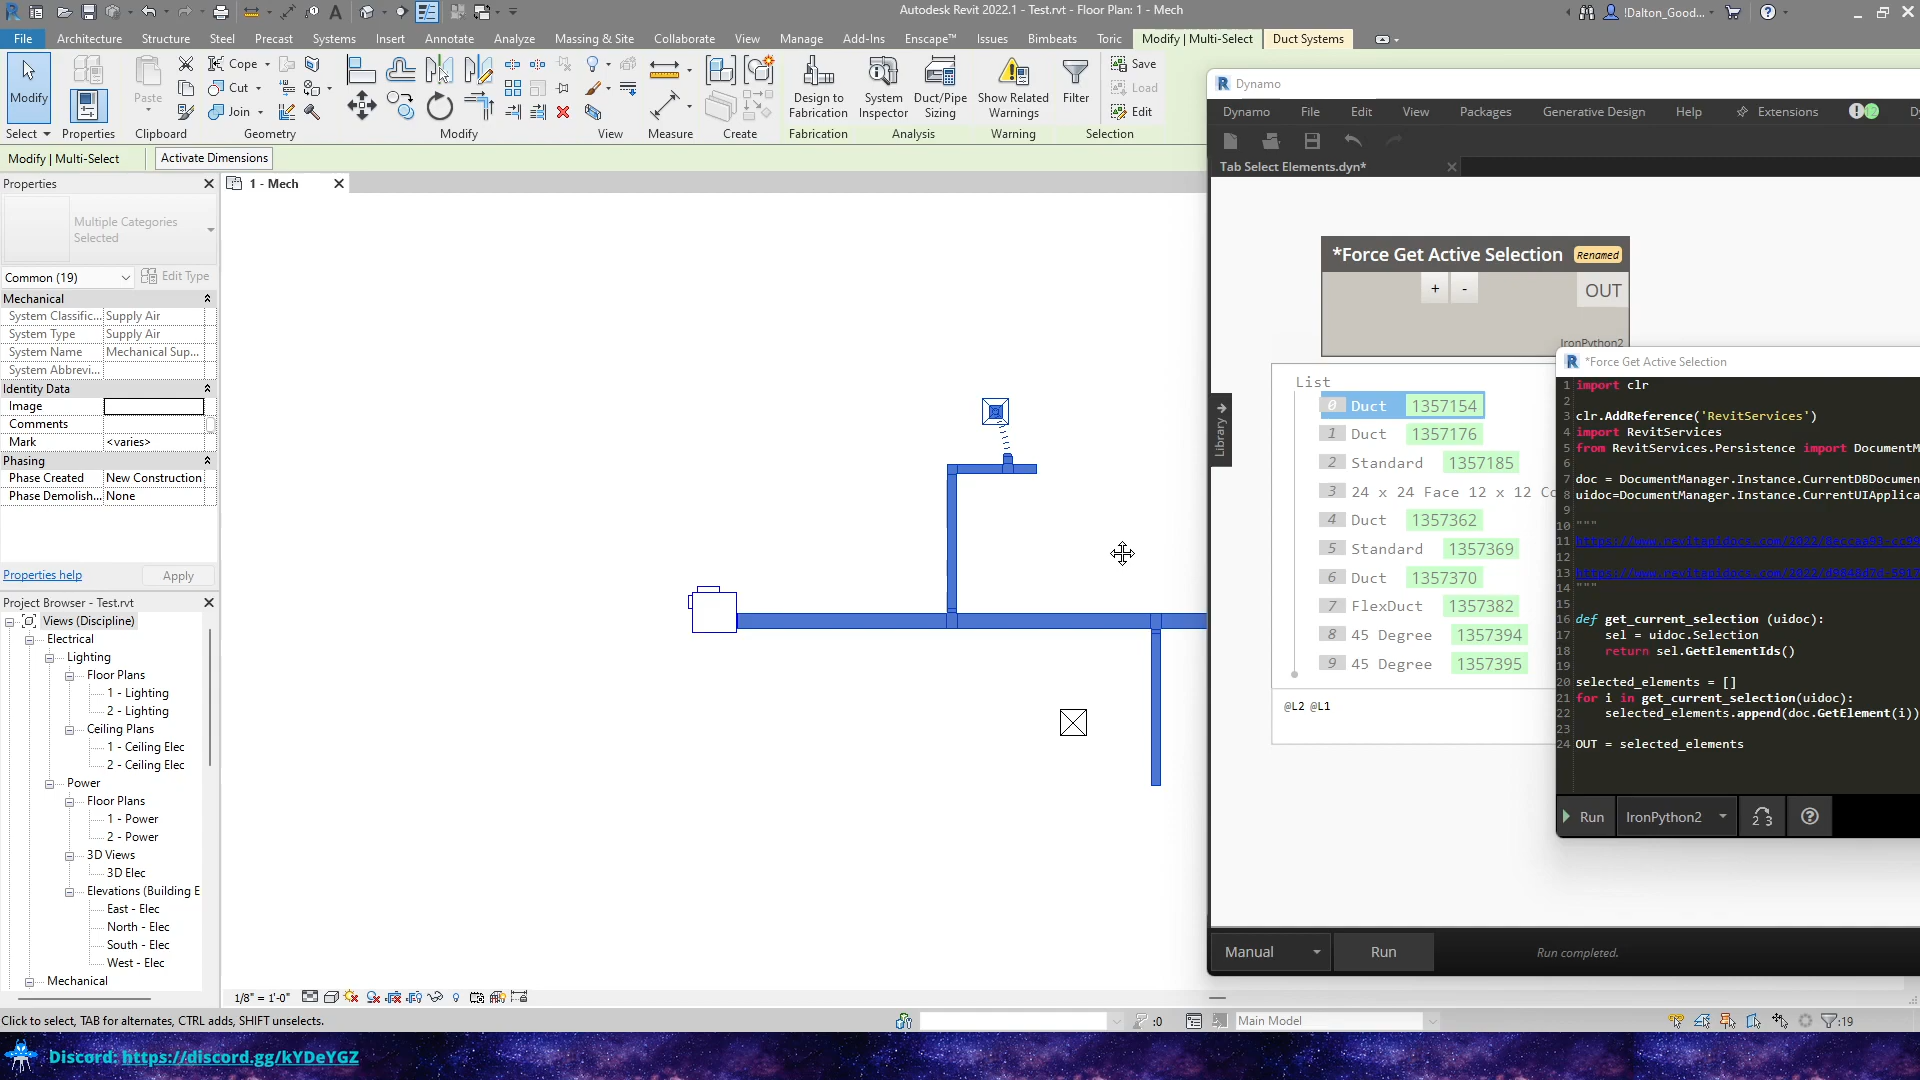 Autodesk Revit 2022.1 - Test.rvt - Floor Plan: 1 - Mech
!Dalton_Good...
File Architecture Structure Steel Precast Systems Insert Annotate Analyze Massing & Site Collaborate View Manage Add-Ins Enscape™ Issues Bimbeats Toric Modify | Multi-Select Duct Systems
Modify
Paste
Cope
Cut
Join
Design to Fabrication
System Inspector
Duct/Pipe Sizing
Show Related Warnings
Filter
Save
Load
Edit
Select Properties Clipboard Geometry Modify View Measure Create Fabrication Analysis Warning Selection
Modify | Multi-Select
Activate Dimensions
Properties
1 - Mech
Multiple Categories
Selected
Common (19)
Edit Type
Mechanical
System Classific... Supply Air
System Type Supply Air
System Name Mechanical Sup...
System Abbrevi...
Identity Data
Image
Comments
Mark <varies>
Phasing
Phase Created New Construction
Phase Demolish... None
Properties help
Apply
Project Browser - Test.rvt
Views (Discipline)
Electrical
Lighting
Floor Plans
1 - Lighting
2 - Lighting
Ceiling Plans
1 - Ceiling Elec
2 - Ceiling Elec
Power
Floor Plans
1 - Power
2 - Power
3D Views
3D Elec
Elevations (Building E
East - Elec
North - Elec
South - Elec
West - Elec
Mechanical
1/8" = 1'-0"
Click to select, TAB for alternates, CTRL adds, SHIFT unselects.
:0
Main Model
:19
Discord: https://discord.gg/kYDeYGZ
Dynamo
Dynamo File Edit View Packages Generative Design Help Extensions
Tab Select Elements.dyn*
Library
*Force Get Active Selection Renamed
+ - OUT
IronPython2
List
0 Duct 1357154
1 Duct 1357176
2 Standard 1357185
3 24 x 24 Face 12 x 12 Co
4 Duct 1357362
5 Standard 1357369
6 Duct 1357370
7 FlexDuct 1357382
8 45 Degree 1357394
9 45 Degree 1357395
@L2 @L1
*Force Get Active Selection
1 import clr
2
3 clr.AddReference('RevitServices')
4 import RevitServices
5 from RevitServices.Persistence import DocumentM
6
7 doc = DocumentManager.Instance.CurrentDBDocumen
8 uidoc=DocumentManager.Instance.CurrentUIApplica
9
10 """
11
12
13
14 """
15
16 def get_current_selection (uidoc):
17 sel = uidoc.Selection
18 return sel.GetElementIds()
19
20 selected_elements = []
21 for i in get_current_selection(uidoc):
22 selected_elements.append(doc.GetElement(i))
23
24 OUT = selected_elements
Run IronPython2
Manual
Run
Run completed.